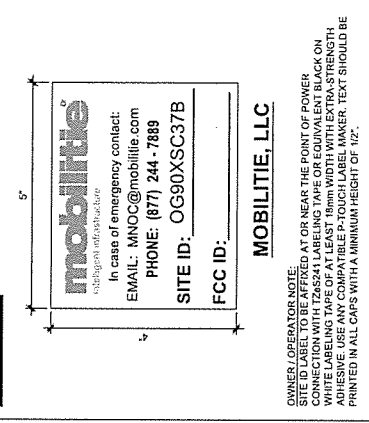 5"
4"
mobilitie
intelligent infrastructure
In case of emergency contact:
EMAIL: MNOC@mobilitie.com
PHONE: (877) 244 - 7889
SITE ID: OG90XSC37B
FCC ID:
MOBILITIE, LLC
OWNER / OPERATOR NOTE:
SITE ID LABEL TO BE AFFIXED AT OR NEAR THE POINT OF POWER
CONNECTION WITH TZeS241 LABELING TAPE OR EQUIVALENT BLACK ON
WHITE LABELING TAPE OF AT LEAST 18mm WIDTH WITH EXTRA-STRENGTH
ADHESIVE. USE ANY COMPATIBLE P-TOUCH LABEL MAKER. TEXT SHOULD BE
PRINTED IN ALL CAPS WITH A MINIMUM HEIGHT OF 1/2".